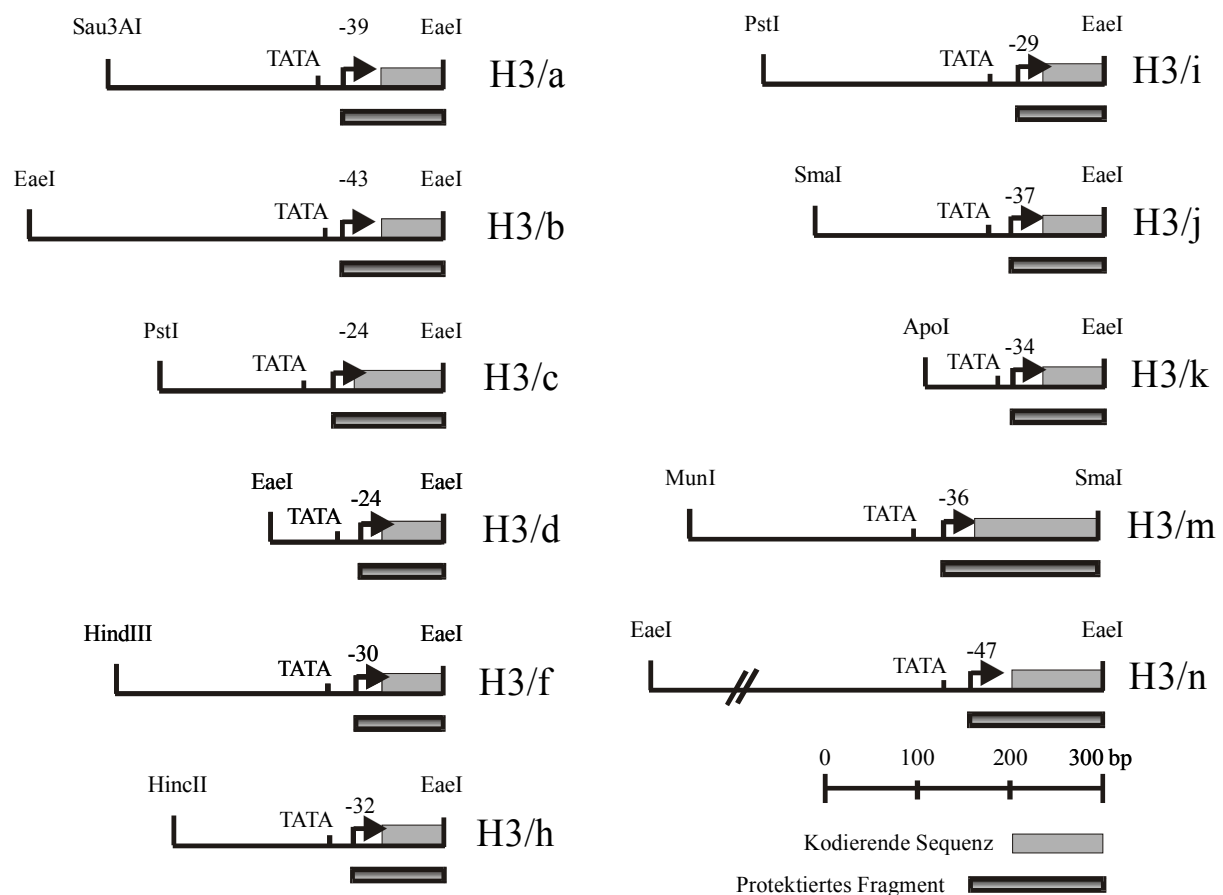 Sau3AI
-39
EaeI
TATA
H3/a
EaeI
-43
EaeI
TATA
H3/b
PstI
-24
EaeI
TATA
H3/c
EaeI
-24
EaeI
TATA
H3/d
HindIII
-30
EaeI
TATA
H3/f
HincII
-32
EaeI
TATA
H3/h
PstI
-29
EaeI
TATA
H3/i
SmaI
-37
EaeI
TATA
H3/j
ApoI
-34
EaeI
TATA
H3/k
MunI
-36
SmaI
TATA
H3/m
EaeI
-47
EaeI
TATA
H3/n
0 100 200 300 bp
Kodierende Sequenz
Protektiertes Fragment